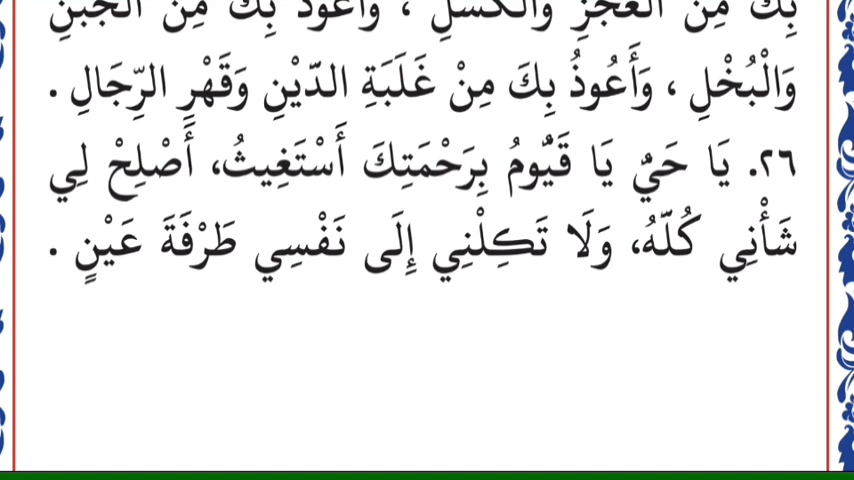 بِكَ مِنَ الْعَجْزِ وَالْكَسَلِ ، وَأَعُوذُ بِكَ مِنَ الْجُبْنِ
وَالْبُخْلِ ، وَأَعُوذُ بِكَ مِنْ غَلَبَةِ الدّيْنِ وَقَهْرِ الرِّجَالِ .
٢٦. يَا حَيُّ يَا قَيُّومُ بِرَحْمَتِكَ أَسْتَغِيثُ، أَصْلِحْ لِي
شَأْنِي كُلّهُ، وَلَا تَكِلْنِي إِلَى نَفْسِي طَرْفَةَ عَيْنٍ .